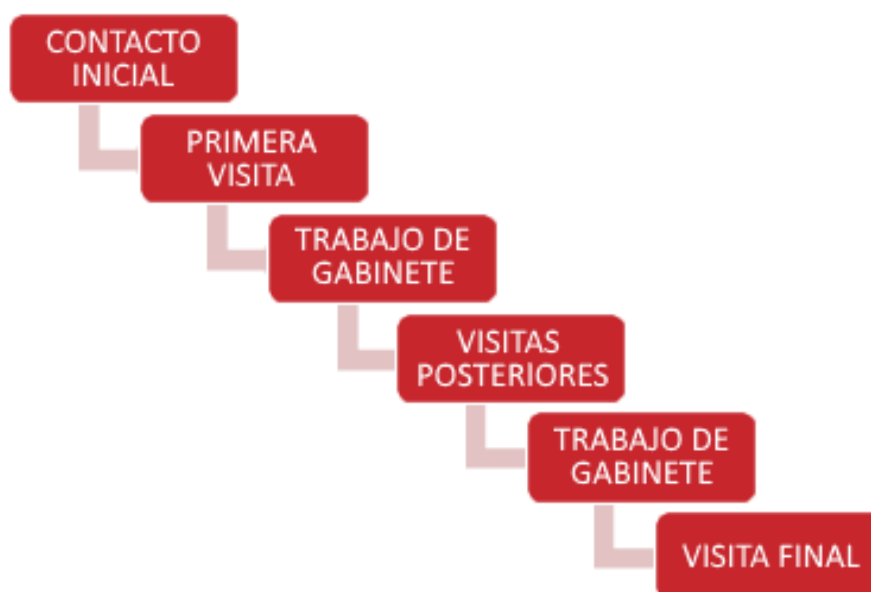 CONTACTO
INICIAL
PRIMERA
VISITA
TRABAJO DE
GABINETE
VISITAS
POSTERIORES
TRABAJO DE
GABINETE
VISITA FINAL